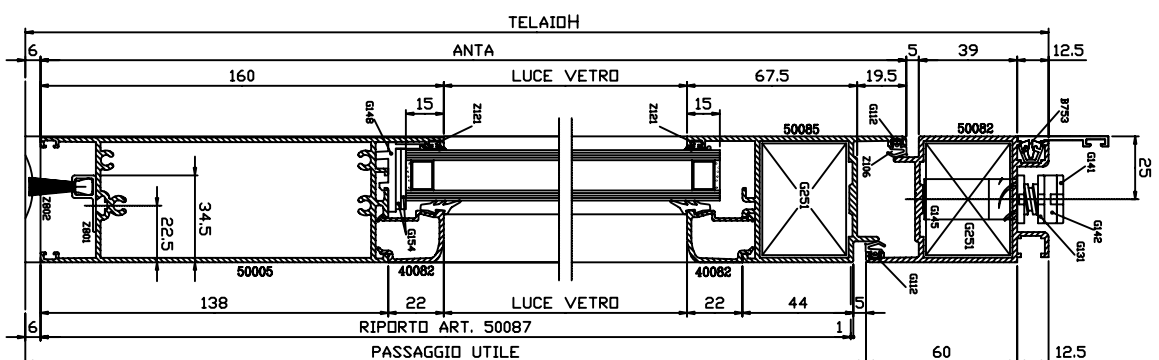 TELAIOH
6 ANTA 5 39 12.5
160 LUCE VETRO 67.5 19.5
15 15
G148 Z121 Z121 50085 G112 50082 B753
Z106 G141
25
G251 G145 G251 G142
Z802 Z801 34.5 22.5 G154 G131
50005 40082 40082 G112
138 22 LUCE VETRO 22 44 5
6 RIPORTO ART. 50087 1
PASSAGGIO UTILE 60 12.5